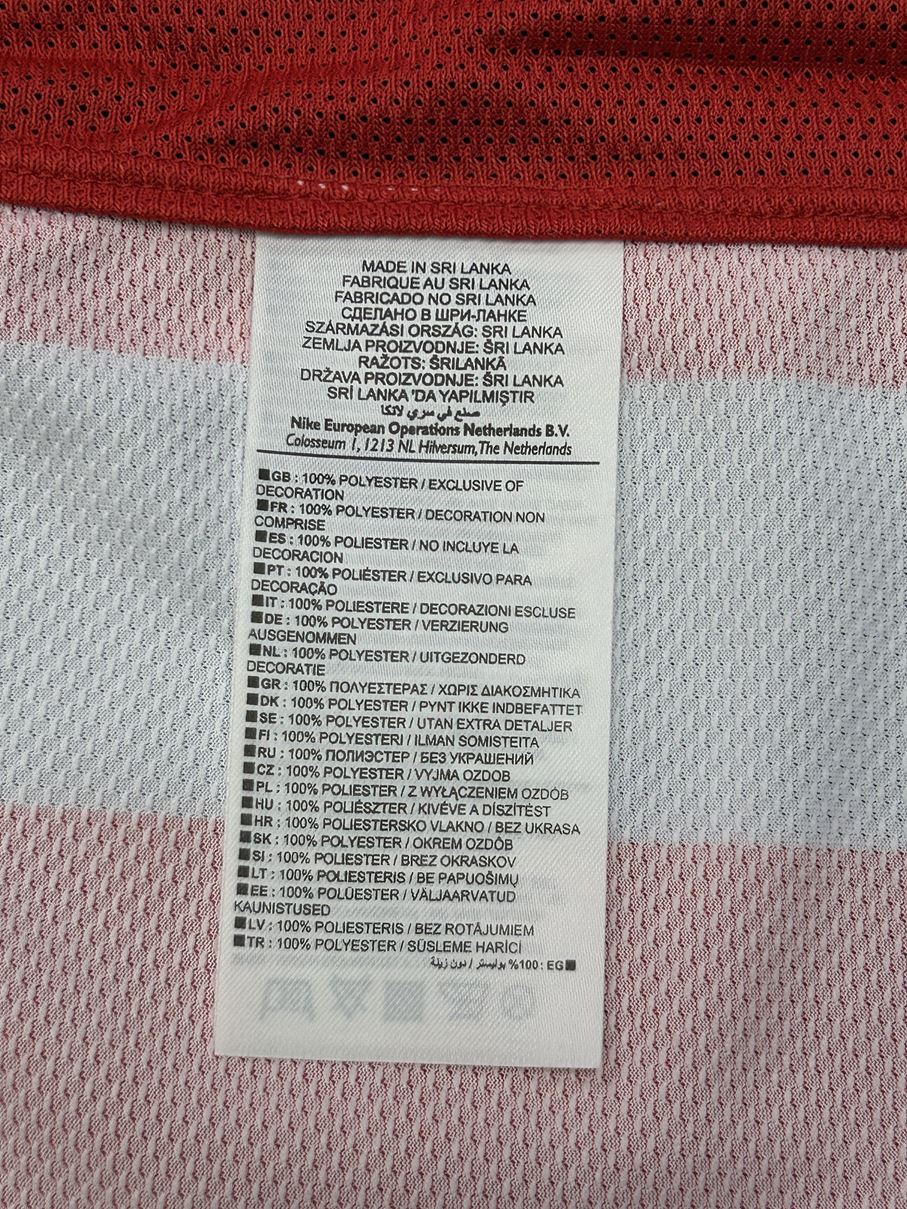 MADE IN SRI LANKA
FABRIQUE AU SRI LANKA
FABRICADO NO SRI LANKA
СДЕЛАНО В ШРИ-ЛАНКЕ
SZÁRMAZÁSI ORSZÁG: SRI LANKA
ZEMLJA PROIZVODNJE: ŠRI LANKA
RAŽOTS: ŠRILANKĀ
DRŽAVA PROIZVODNJE: ŠRI LANKA
SRİ LANKA 'DA YAPILMIŞTIR
صنع في سري لانكا
Nike European Operations Netherlands B.V.
Colosseum 1, 1213 NL Hilversum, The Netherlands
■GB : 100% POLYESTER / EXCLUSIVE OF
DECORATION
■FR : 100% POLYESTER / DECORATION NON
COMPRISE
■ES : 100% POLIESTER / NO INCLUYE LA
DECORACION
■PT : 100% POLIÉSTER / EXCLUSIVO PARA
DECORAÇÃO
■IT : 100% POLIESTERE / DECORAZIONI ESCLUSE
■DE : 100% POLYESTER / VERZIERUNG
AUSGENOMMEN
■NL : 100% POLYESTER / UITGEZONDERD
DECORATIE
■GR : 100% ΠΟΛΥΕΣΤΕΡΑΣ / ΧΩΡΙΣ ΔΙΑΚΟΣΜΗΤΙΚΑ
■DK : 100% POLYESTER / PYNT IKKE INDBEFATTET
■SE : 100% POLYESTER / UTAN EXTRA DETALJER
■FI : 100% POLYESTERI / ILMAN SOMISTEITA
■RU : 100% ПОЛИЭСТЕР / БЕЗ УКРАШЕНИЙ
■CZ : 100% POLYESTER / VYJMA OZDOB
■PL : 100% POLYESTER / Z WYŁĄCZENIEM OZDÓB
■HU : 100% POLIÉSZTER / KIVÉVE A DÍSZÍTÉST
■HR : 100% POLIESTERSKO VLAKNO / BEZ UKRASA
■SK : 100% POLYESTER / OKREM OZDÔB
■SI : 100% POLIESTER / BREZ OKRASKOV
■LT : 100% POLIESTERIS / BE PAPUOŠIMŲ
■EE : 100% POLÜESTER / VÄLJAARVATUD
KAUNISTUSED
■LV : 100% POLIESTERIS / BEZ ROTĀJUMIEM
■TR : 100% POLYESTER / SÜSLEME HARİCİ
■EG : 100% بوليستر / دون زينة